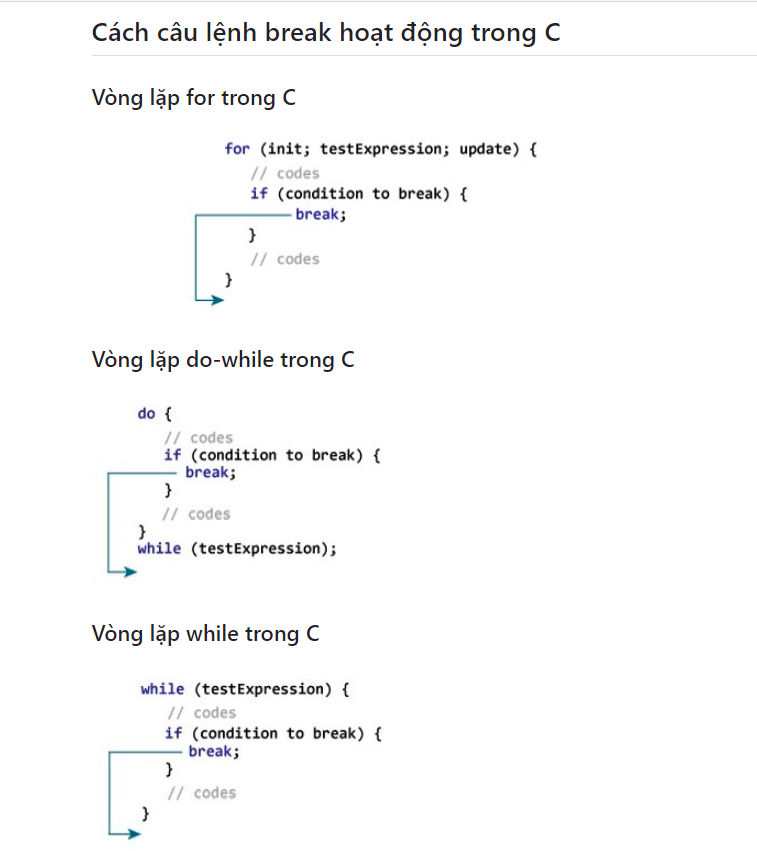 Cách câu lệnh break hoạt động trong C
Vòng lặp for trong C
for (init; testExpression; update) {
// codes
if (condition to break) {
break;
}
// codes
}
Vòng lặp do-while trong C
do {
// codes
if (condition to break) {
break;
}
// codes
}
while (testExpression);
Vòng lặp while trong C
while (testExpression) {
// codes
if (condition to break) {
break;
}
// codes
}